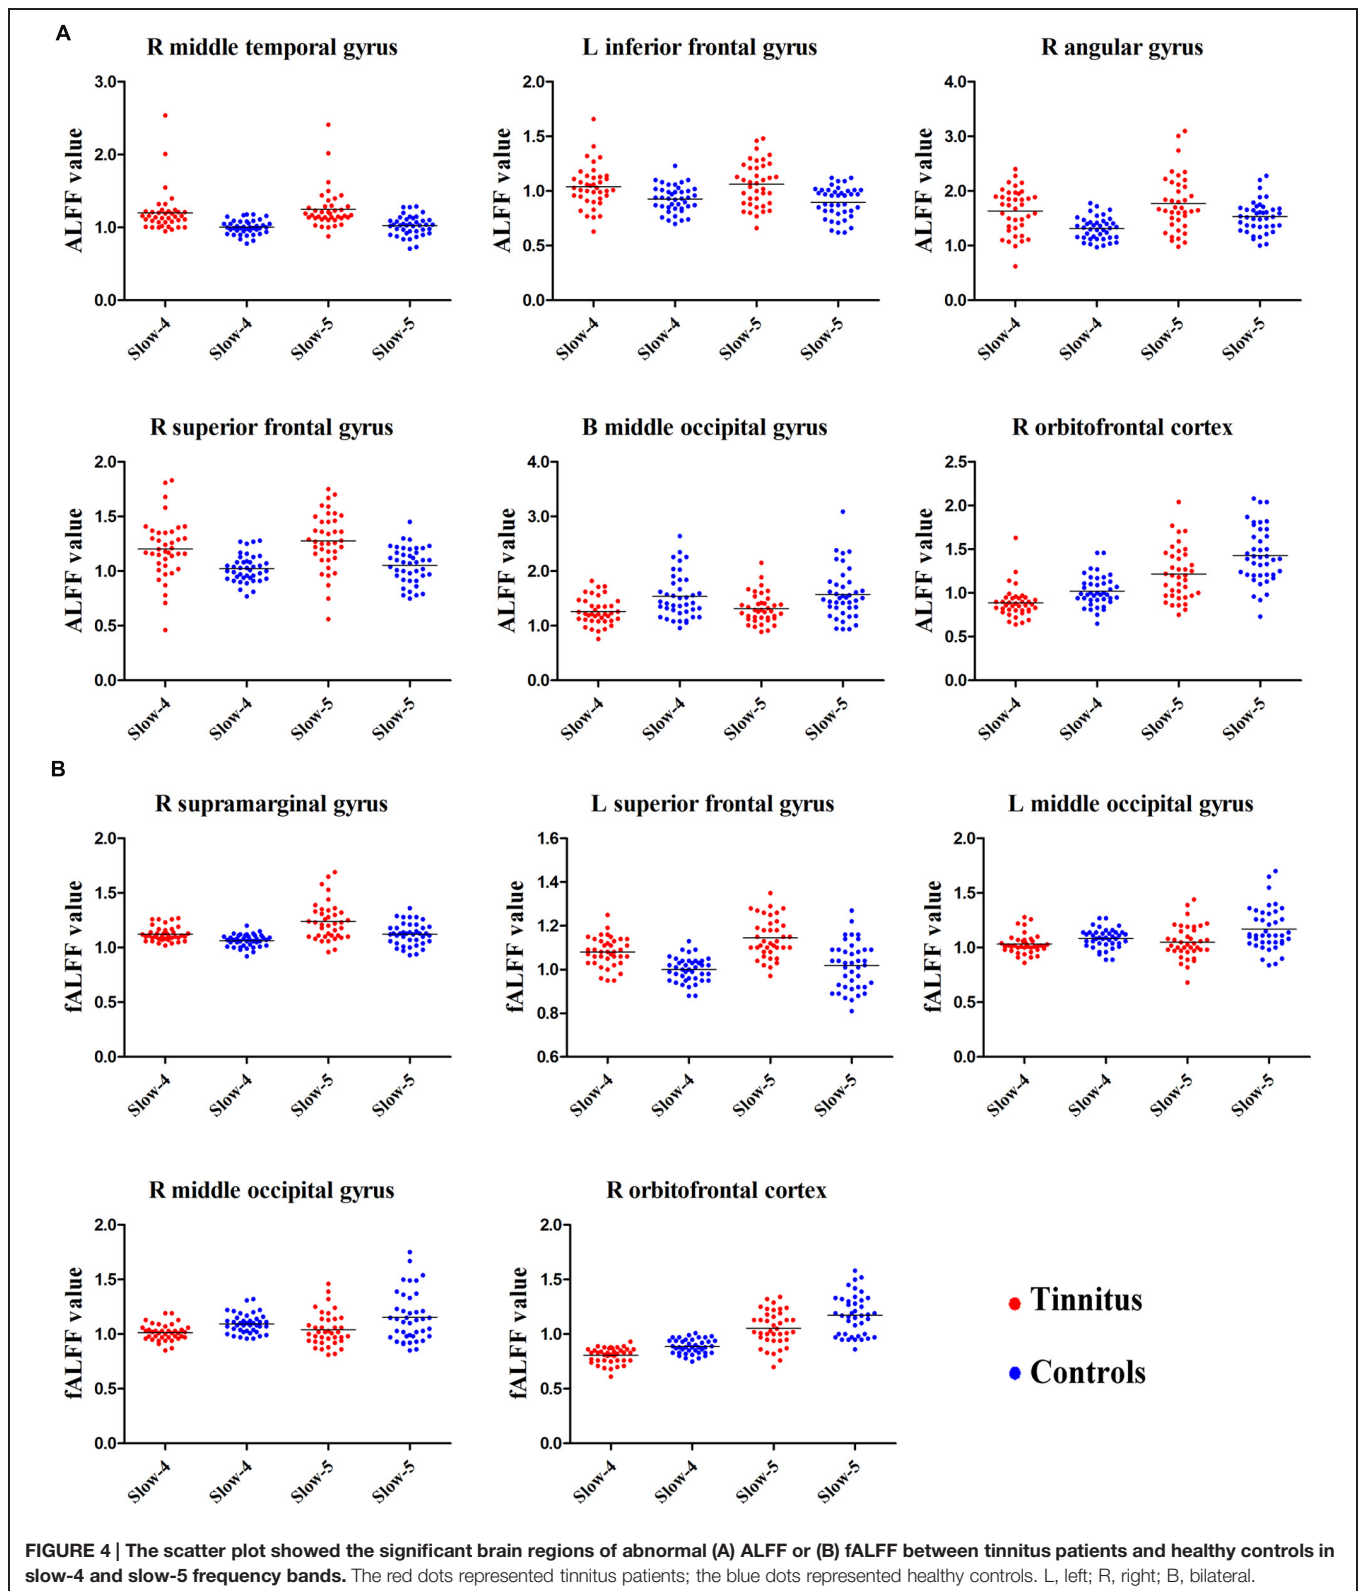 A
R middle temporal gyrus
L inferior frontal gyrus
R angular gyrus
ALFF value
3.0
2.0
1.0
0.0
Slow-4
Slow-4
Slow-5
Slow-5
ALFF value
2.0
1.5
1.0
0.5
0.0
Slow-4
Slow-4
Slow-5
Slow-5
ALFF value
4.0
3.0
2.0
1.0
0.0
Slow-4
Slow-4
Slow-5
Slow-5
R superior frontal gyrus
B middle occipital gyrus
R orbitofrontal cortex
ALFF value
2.0
1.5
1.0
0.5
0.0
Slow-4
Slow-4
Slow-5
Slow-5
ALFF value
4.0
3.0
2.0
1.0
0.0
Slow-4
Slow-4
Slow-5
Slow-5
ALFF value
2.5
2.0
1.5
1.0
0.5
0.0
Slow-4
Slow-4
Slow-5
Slow-5
B
R supramarginal gyrus
L superior frontal gyrus
L middle occipital gyrus
fALFF value
2.0
1.5
1.0
0.5
0.0
Slow-4
Slow-4
Slow-5
Slow-5
fALFF value
1.6
1.4
1.2
1.0
0.8
0.6
Slow-4
Slow-4
Slow-5
Slow-5
fALFF value
2.0
1.5
1.0
0.5
0.0
Slow-4
Slow-4
Slow-5
Slow-5
R middle occipital gyrus
R orbitofrontal cortex
fALFF value
2.0
1.5
1.0
0.5
0.0
Slow-4
Slow-4
Slow-5
Slow-5
fALFF value
2.0
1.5
1.0
0.5
0.0
Slow-4
Slow-4
Slow-5
Slow-5
Tinnitus
Controls
FIGURE 4 | The scatter plot showed the significant brain regions of abnormal (A) ALFF or (B) fALFF between tinnitus patients and healthy controls in
slow-4 and slow-5 frequency bands. The red dots represented tinnitus patients; the blue dots represented healthy controls. L, left; R, right; B, bilateral.